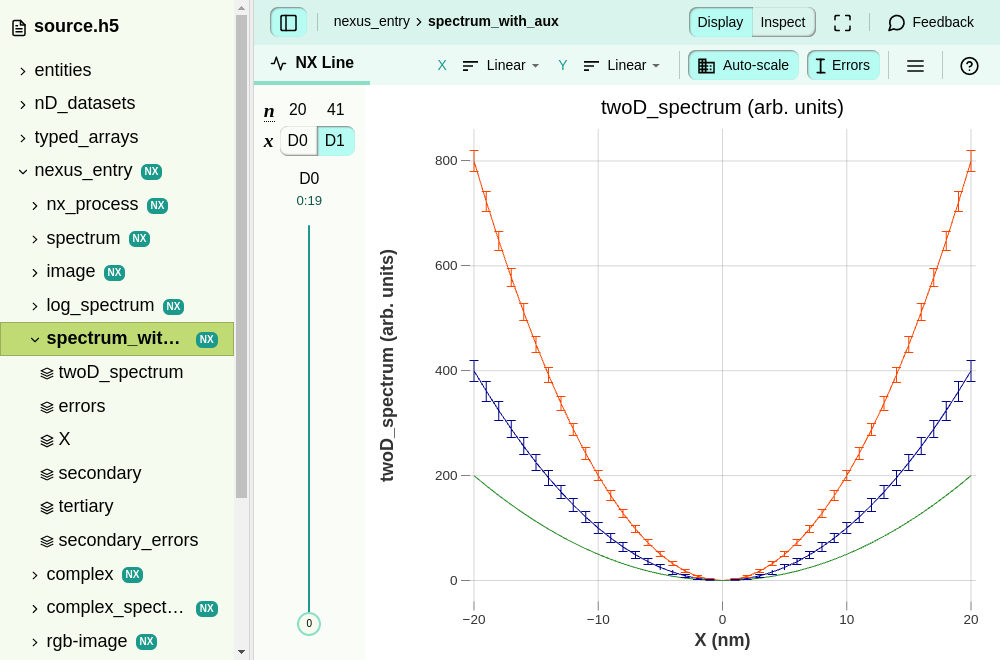 source.h5
entities
nD_datasets
typed_arrays
nexus_entry NX
nx_process NX
spectrum NX
image NX
log_spectrum NX
spectrum_wit... NX
twoD_spectrum
errors
X
secondary
tertiary
secondary_errors
complex NX
complex_spect... NX
rgb-image NX
nexus_entry > spectrum_with_aux
Display Inspect
Feedback
NX Line
X Linear
Y Linear
Auto-scale
Errors
n 20 41
x D0 D1
D0
0:19
0
twoD_spectrum (arb. units)
twoD_spectrum (arb. units)
800
600
400
200
0
−20 −10 0 10 20
X (nm)